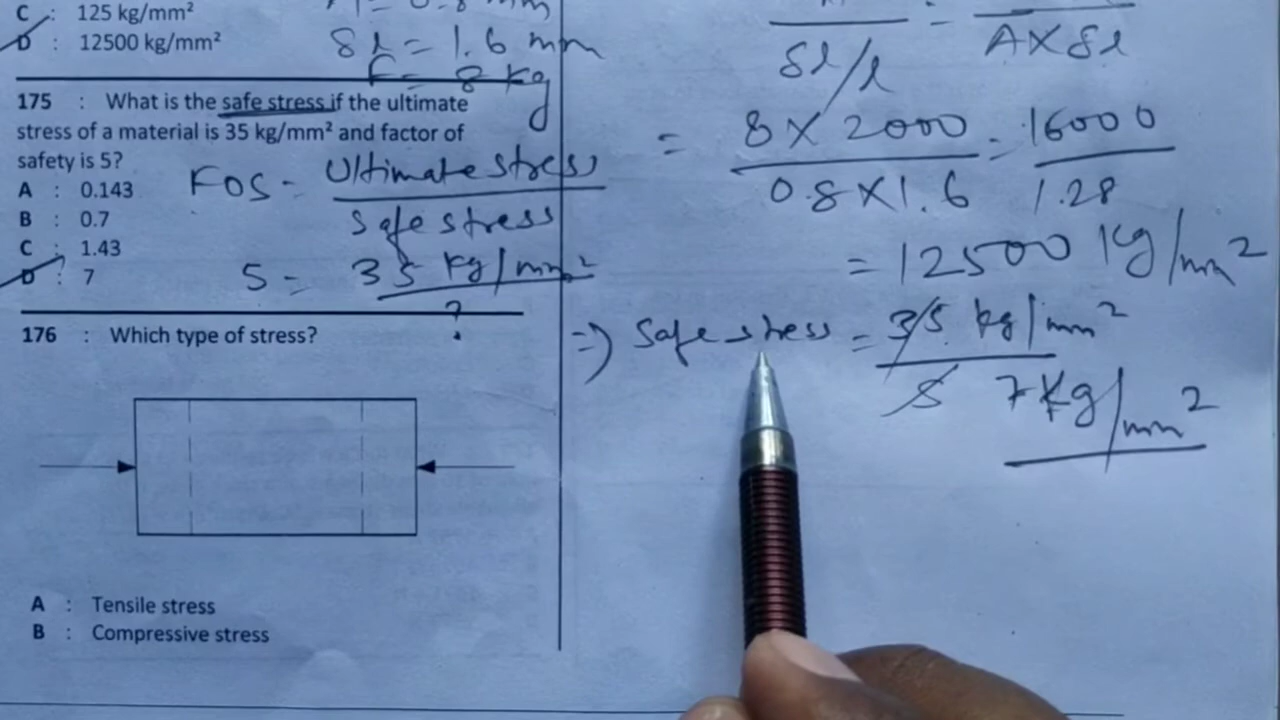 C : 125 kg/mm²
D : 12500 kg/mm²
δl = 1.6 mm
F = 8 kg
δl/l
=
A×δl
= 8 × 2000 / 0.8×1.6 = 16000 / 1.28
= 12500 kg/mm²
175 : What is the safe stress if the ultimate
stress of a material is 35 kg/mm² and factor of
safety is 5?
A : 0.143
B : 0.7
C : 1.43
D : 7
FOS = Ultimate stress
Safe stress
5 = 35 kg/mm²
?
⇒) Safe stress = 35 kg/mm²
5 7 kg/mm²
176 : Which type of stress?
A : Tensile stress
B : Compressive stress